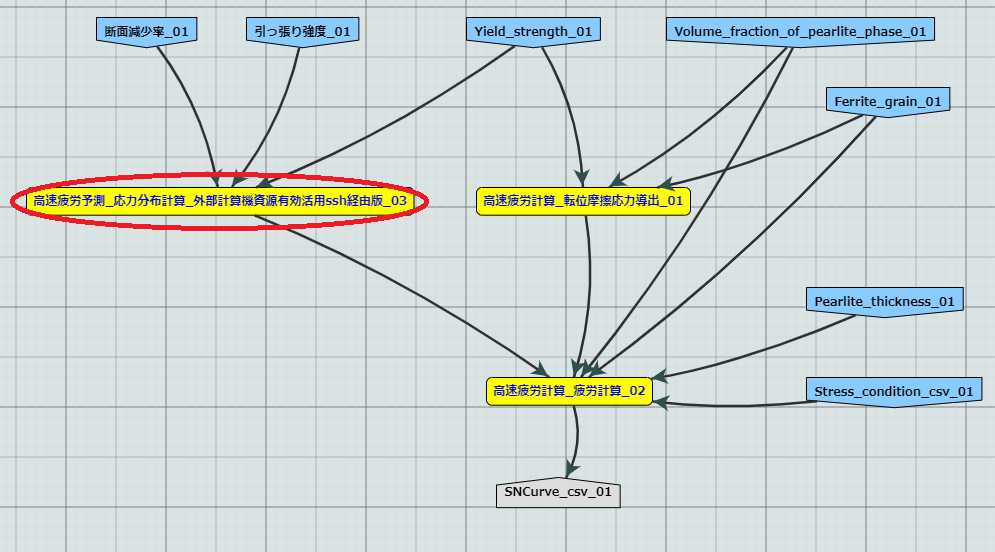 断面減少率_01
引っ張り強度_01
Yield_strength_01
Volume_fraction_of_pearlite_phase_01
Ferrite_grain_01
高速疲労予測_応力分布計算_外部計算機資源有効活用ssh経由版_03
高速疲労計算_転位摩擦応力導出_01
Pearlite_thickness_01
高速疲労計算_疲労計算_02
Stress_condition_csv_01
SNCurve_csv_01